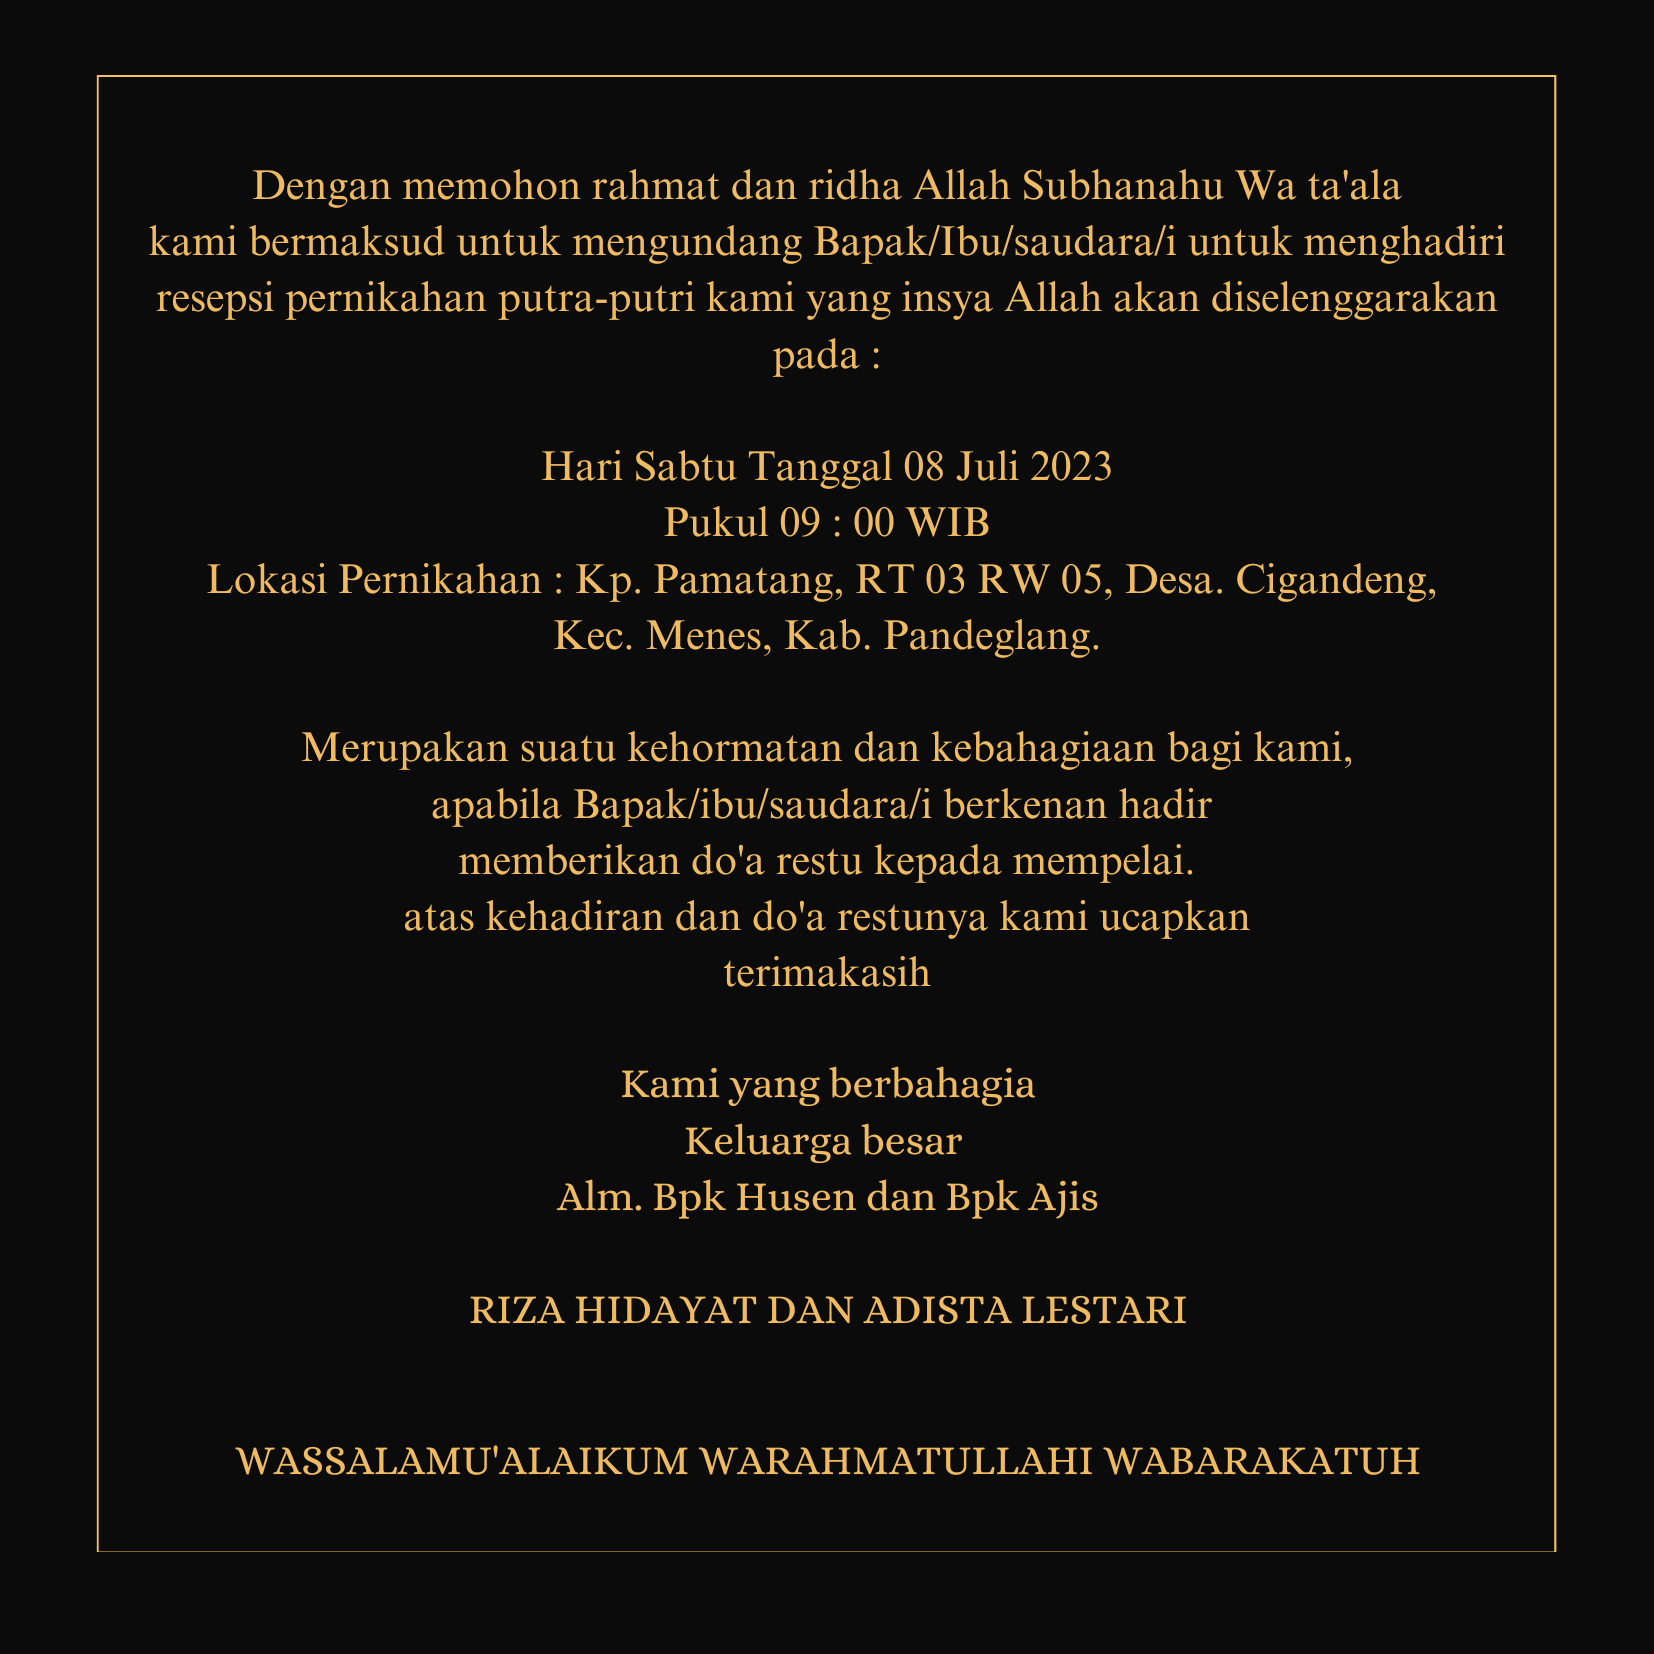 Dengan memohon rahmat dan ridha Allah Subhanahu Wa ta'ala
kami bermaksud untuk mengundang Bapak/Ibu/saudara/i untuk menghadiri
resepsi pernikahan putra-putri kami yang insya Allah akan diselenggarakan
pada :
Hari Sabtu Tanggal 08 Juli 2023
Pukul 09 : 00 WIB
Lokasi Pernikahan : Kp. Pamatang, RT 03 RW 05, Desa. Cigandeng,
Kec. Menes, Kab. Pandeglang.
Merupakan suatu kehormatan dan kebahagiaan bagi kami,
apabila Bapak/ibu/saudara/i berkenan hadir
memberikan do'a restu kepada mempelai.
atas kehadiran dan do'a restunya kami ucapkan
terimakasih
Kami yang berbahagia
Keluarga besar
Alm. Bpk Husen dan Bpk Ajis
RIZA HIDAYAT DAN ADISTA LESTARI
WASSALAMU'ALAIKUM WARAHMATULLAHI WABARAKATUH